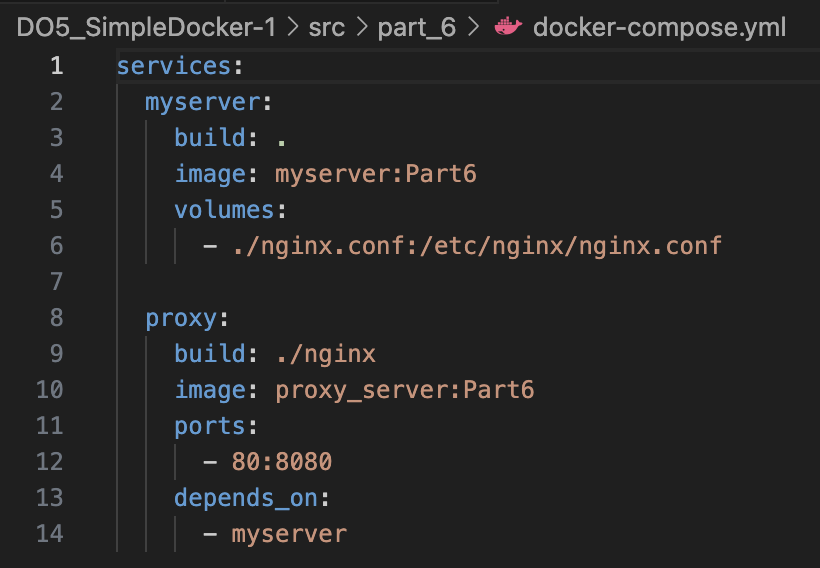 DO5_SimpleDocker-1 > src > part_6 > docker-compose.yml
1 services:
2   myserver:
3     build: .
4     image: myserver:Part6
5     volumes:
6       - ./nginx.conf:/etc/nginx/nginx.conf
7
8   proxy:
9     build: ./nginx
10     image: proxy_server:Part6
11     ports:
12       - 80:8080
13     depends_on:
14       - myserver